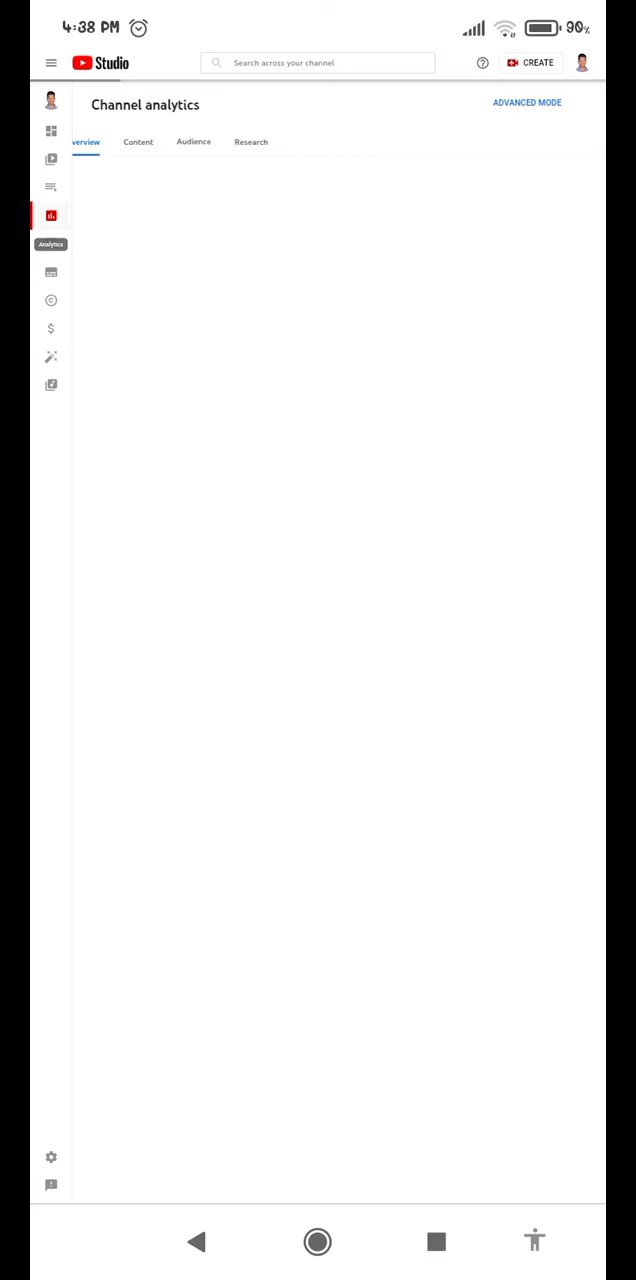 4:38 PM
90%
Studio
Search across your channel
CREATE
Channel analytics
ADVANCED MODE
verview
Content
Audience
Research
Analytics